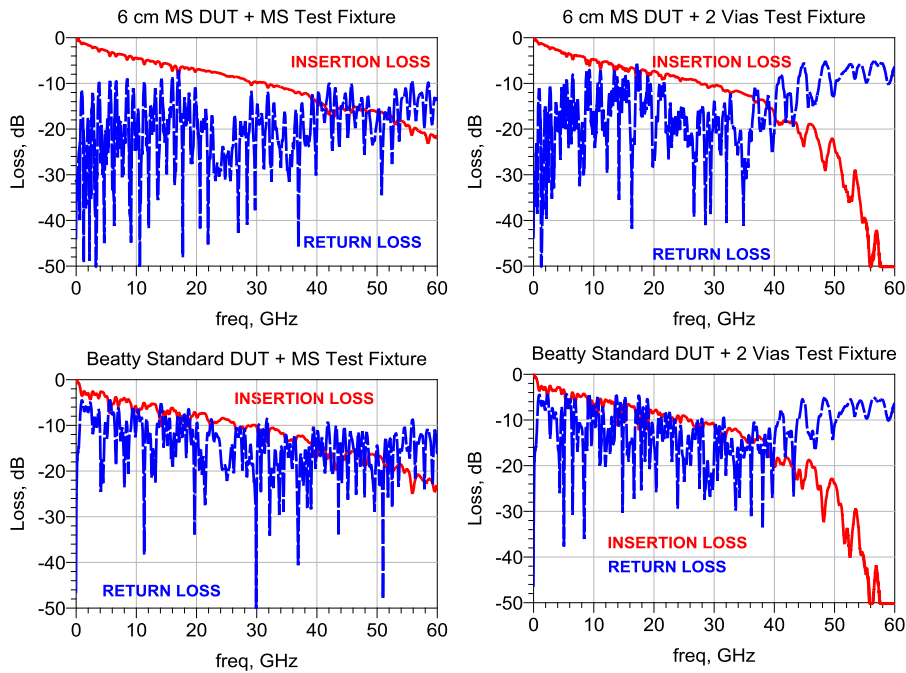 6 cm MS DUT + MS Test Fixture
0
-10
-20
-30
-40
-50
Loss, dB
INSERTION LOSS
RETURN LOSS
0 10 20 30 40 50 60
freq, GHz
6 cm MS DUT + 2 Vias Test Fixture
0
-10
-20
-30
-40
-50
Loss, dB
INSERTION LOSS
RETURN LOSS
0 10 20 30 40 50 60
freq, GHz
Beatty Standard DUT + MS Test Fixture
0
-10
-20
-30
-40
-50
Loss, dB
INSERTION LOSS
RETURN LOSS
0 10 20 30 40 50 60
freq, GHz
Beatty Standard DUT + 2 Vias Test Fixture
0
-10
-20
-30
-40
-50
Loss, dB
INSERTION LOSS
RETURN LOSS
0 10 20 30 40 50 60
freq, GHz